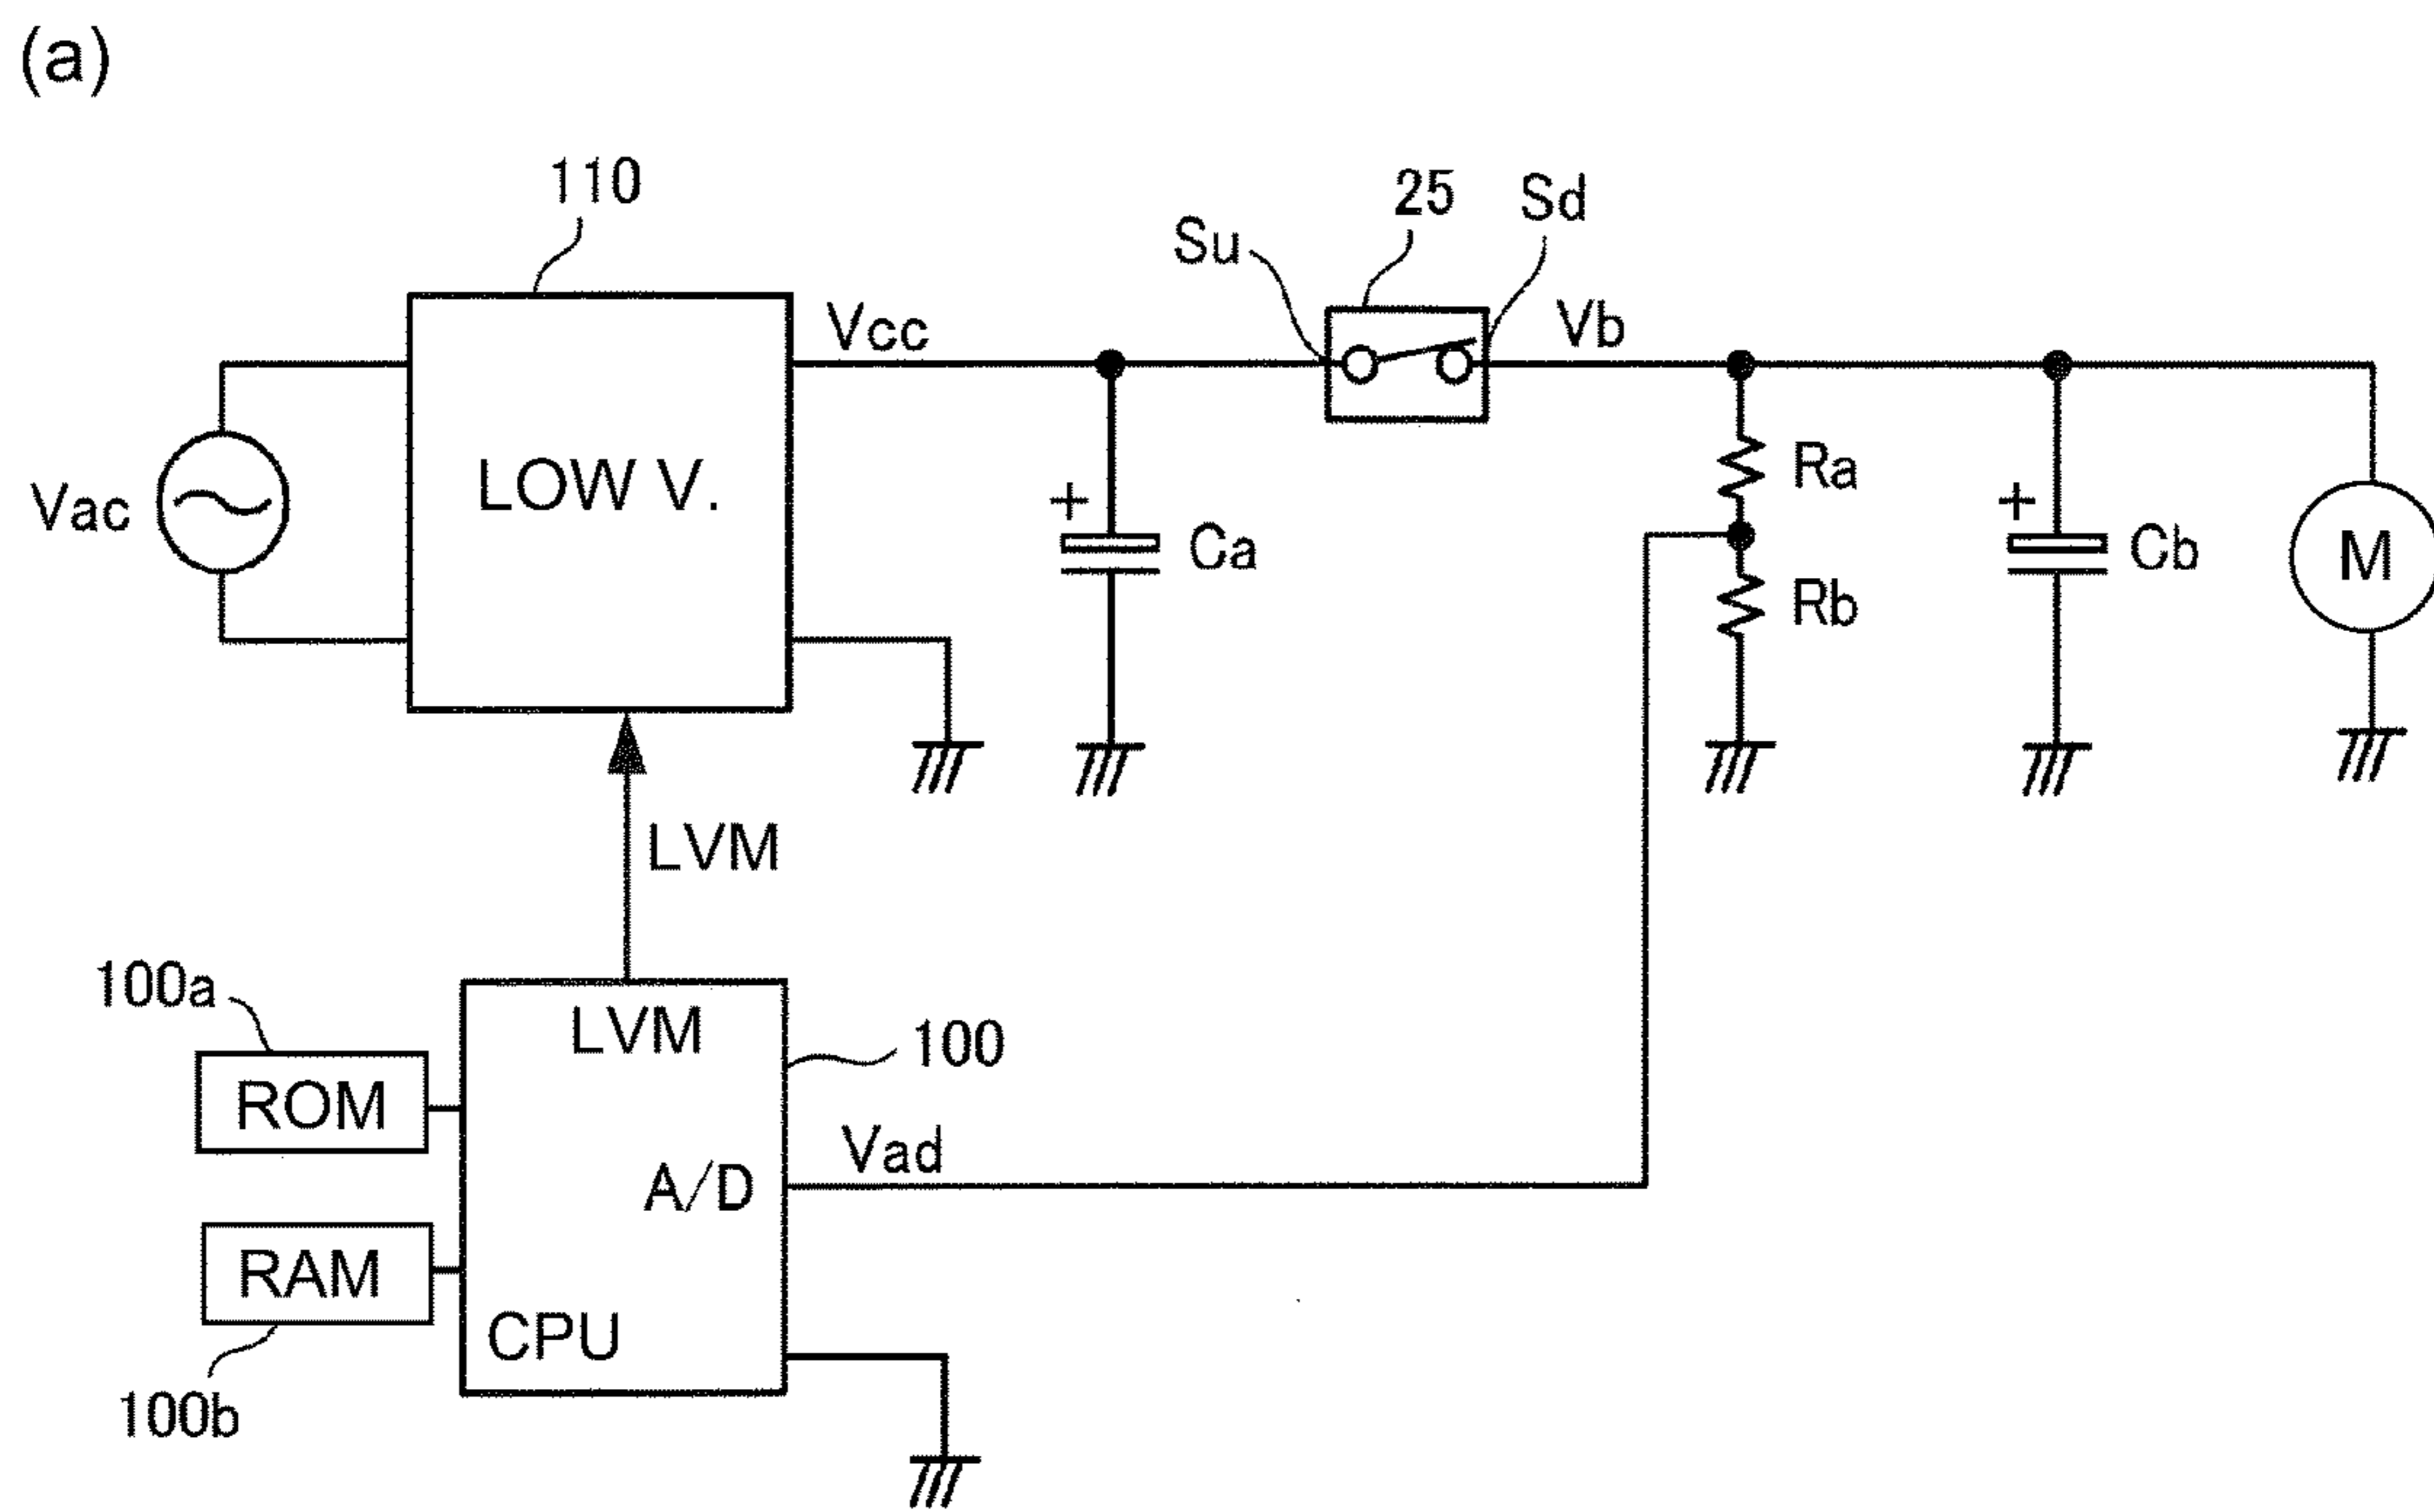 (a)
110
25
Sd
Su
Vcc
Vb
Vac
LOW V.
+
Ca
Ra
Rb
+
Cb
M
LVM
100a
LVM
100
ROM
Vad
A/D
RAM
CPU
100b